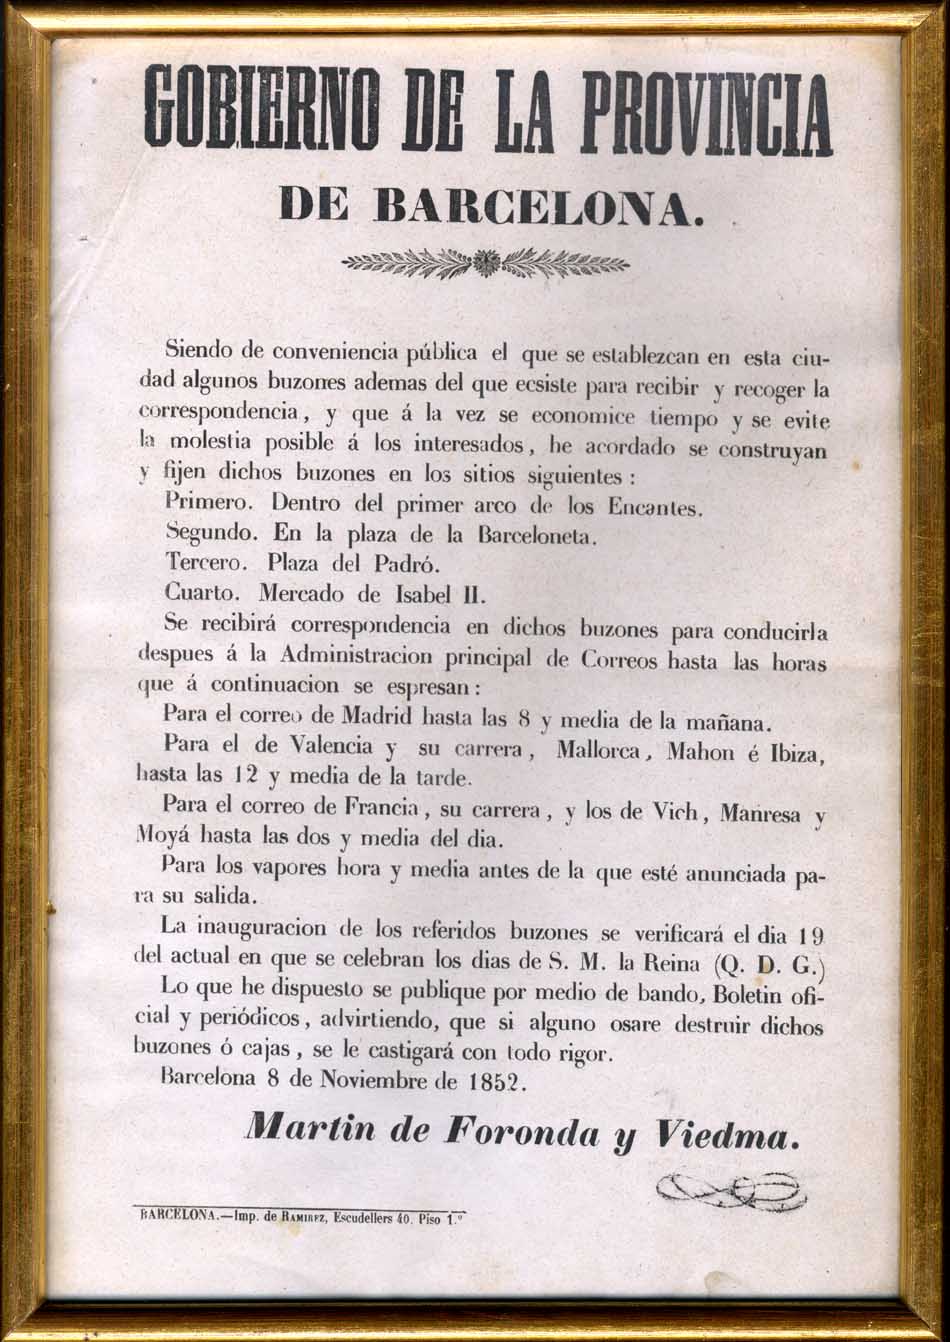 GOBIERNO DE LA PROVINCIA
DE BARCELONA.
Siendo de conveniencia pública el que se establezcan en esta ciu-
dad algunos buzones ademas del que ecsiste para recibir y recoger la
correspondencia, y que á la vez se economice tiempo y se evite
la molestia posible á los interesados, he acordado se construyan
y fijen dichos buzones en los sitios siguientes:
Primero. Dentro del primer arco de los Encantes.
Segundo. En la plaza de la Barceloneta.
Tercero. Plaza del Padró.
Cuarto. Mercado de Isabel II.
Se recibirá correspondencia en dichos buzones para conducirla
despues á la Administracion principal de Correos hasta las horas
que á continuacion se espresan:
Para el correo de Madrid hasta las 8 y media de la mañana.
Para el de Valencia y su carrera, Mallorca, Mahon é Ibiza,
hasta las 12 y media de la tarde.
Para el correo de Francia, su carrera, y los de Vich, Manresa y
Moyá hasta las dos y media del dia.
Para los vapores hora y media antes de la que esté anunciada pa-
ra su salida.
La inauguracion de los referidos buzones se verificará el dia 19
del actual en que se celebran los dias de S. M. la Reina (Q. D. G.)
Lo que he dispuesto se publique por medio de bando, Boletin ofi-
cial y periódicos, advirtiendo, que si alguno osare destruir dichos
buzones ó cajas, se le castigará con todo rigor.
Barcelona 8 de Noviembre de 1852.
Martin de Foronda y Viedma.
BARCELONA.—Imp. de RAMIREZ, Escudellers 40. Piso 1.º